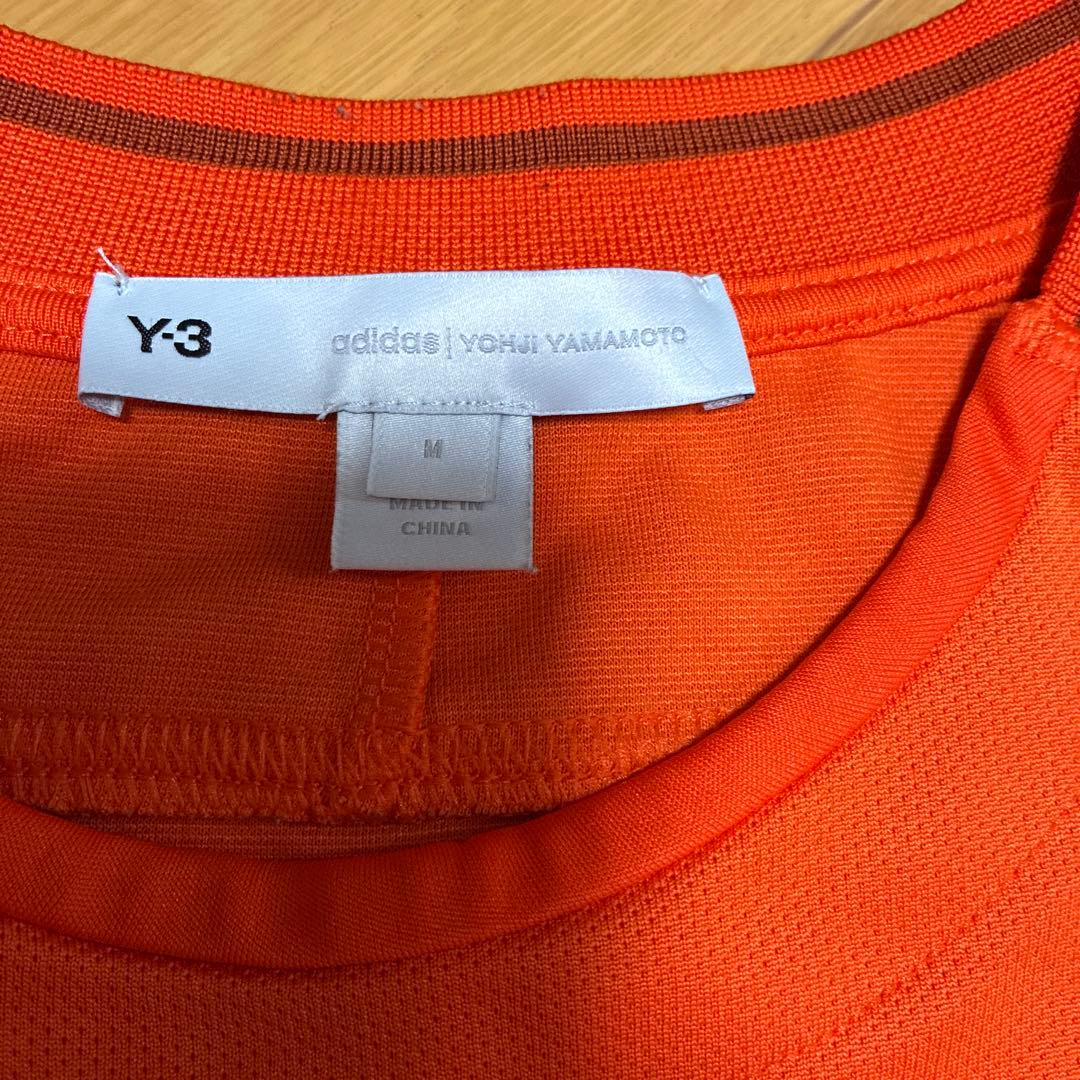 Y-3 adidas | YOHJI YAMAMOTO
M
MADE IN
CHINA